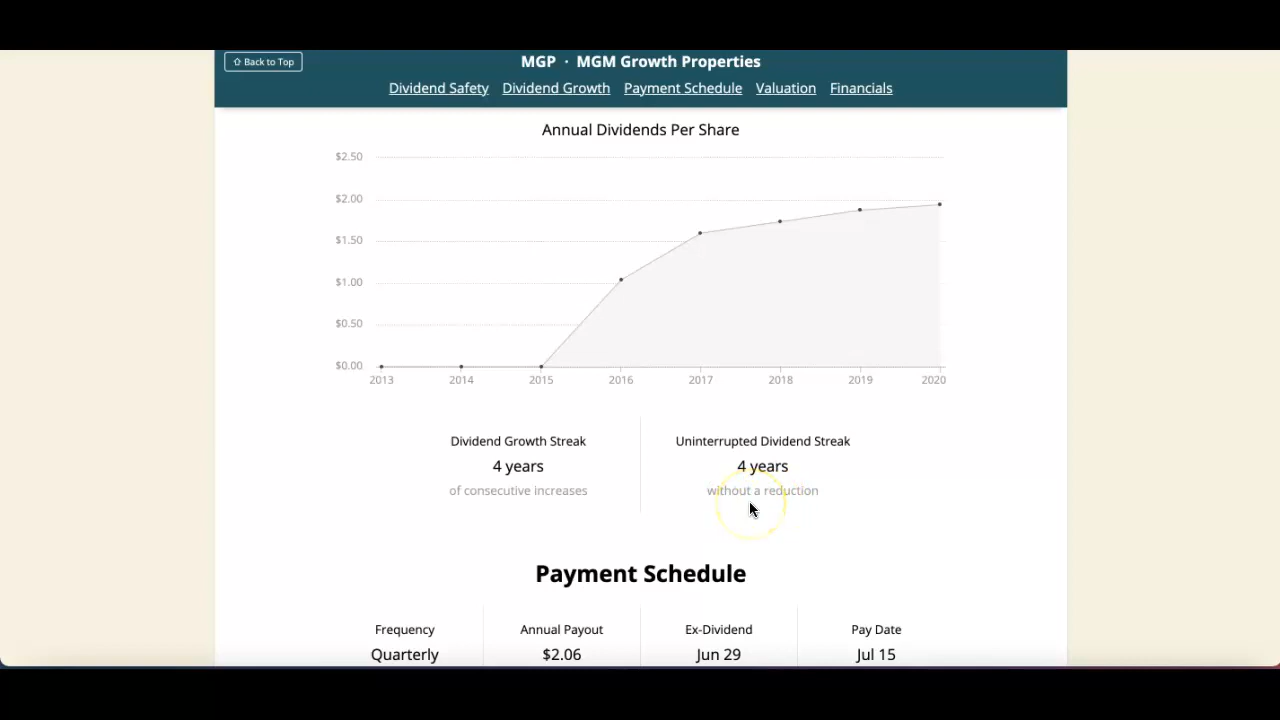 Back to Top
MGP · MGM Growth Properties
Dividend Safety Dividend Growth Payment Schedule Valuation Financials
Annual Dividends Per Share
$2.50
$2.00
$1.50
$1.00
$0.50
$0.00
2013 2014 2015 2016 2017 2018 2019 2020
Dividend Growth Streak Uninterrupted Dividend Streak
4 years 4 years
of consecutive increases without a reduction
Payment Schedule
Frequency Annual Payout Ex-Dividend Pay Date
Quarterly $2.06 Jun 29 Jul 15